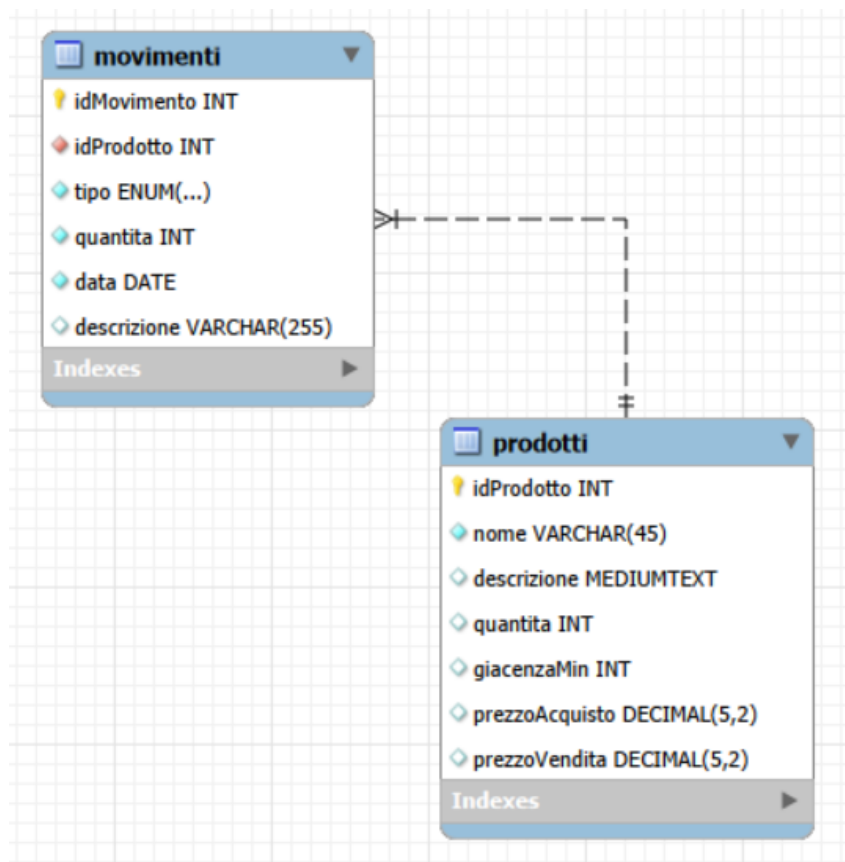 movimenti
idMovimento INT
idProdotto INT
tipo ENUM(...)
quantita INT
data DATE
descrizione VARCHAR(255)
Indexes
prodotti
idProdotto INT
nome VARCHAR(45)
descrizione MEDIUMTEXT
quantita INT
giacenzaMin INT
prezzoAcquisto DECIMAL(5,2)
prezzoVendita DECIMAL(5,2)
Indexes